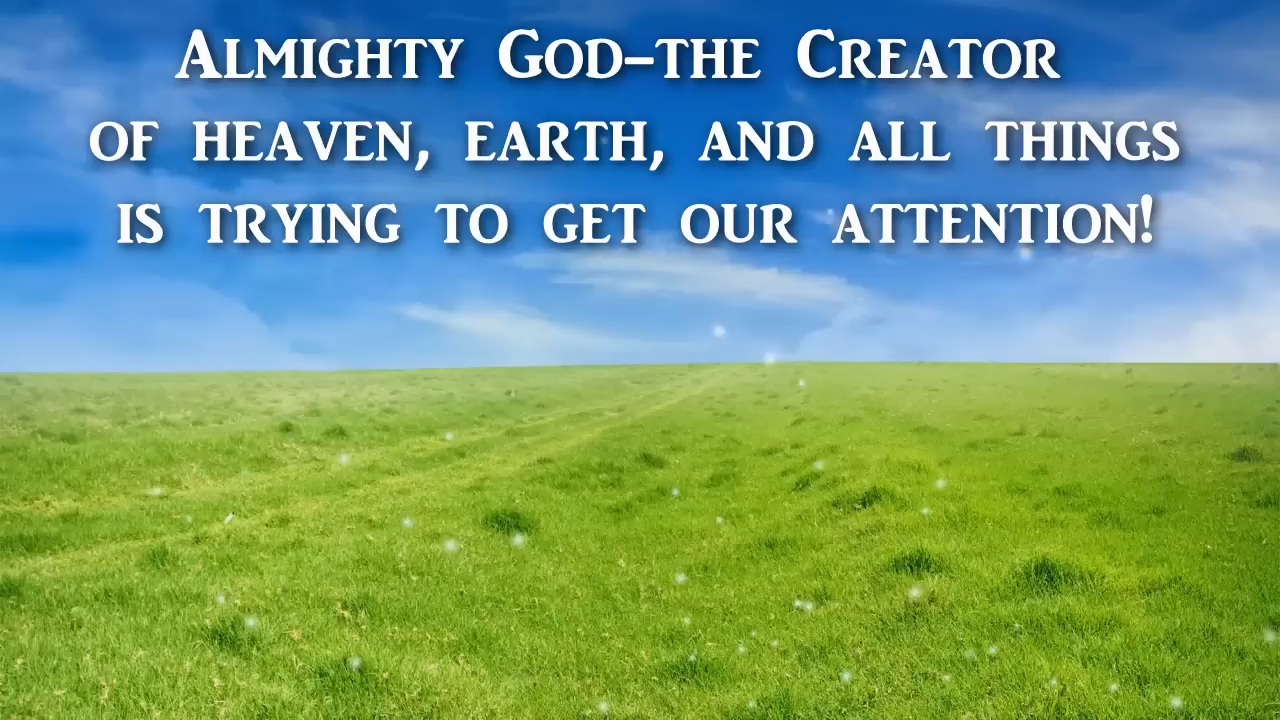 Almighty God–the Creator
of heaven, earth, and all things
is trying to get our attention!